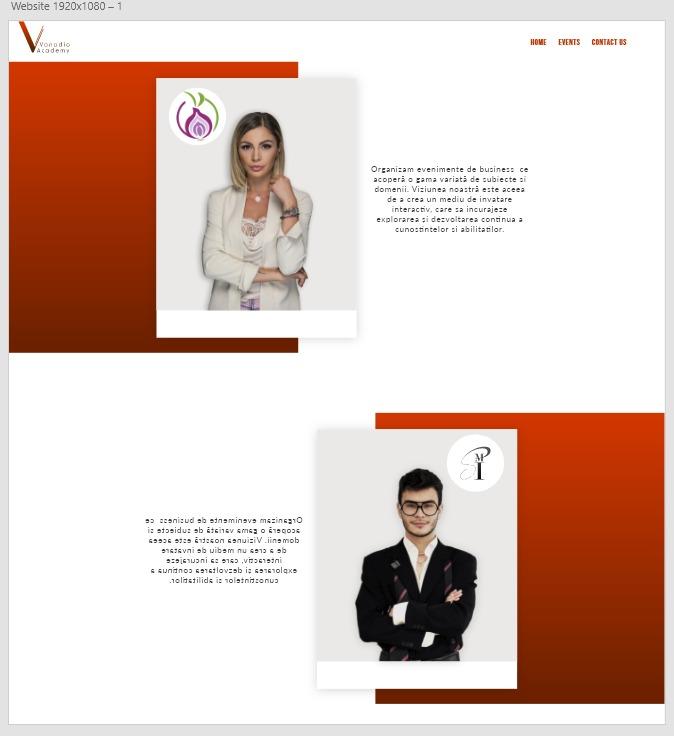 Website 1920x1080 – 1
Vanadio
Academy
HOME EVENTS CONTACT US
Organizam evenimente de business ce
acoperă o gama variată de subiecte si
domenii. Viziunea noastră este aceea
de a crea un mediu de invatare
interactiv, care sa incurajeze
explorarea si dezvoltarea continua a
cunostintelor si abilitatilor.
Organizam evenimente de business ce
acoperă o gama variată de subiecte si
domenii. Viziunea noastră este aceea
de a crea un mediu de invatare
interactiv, care sa incurajeze
explorarea si dezvoltarea continua a
cunostintelor si abilitatilor.